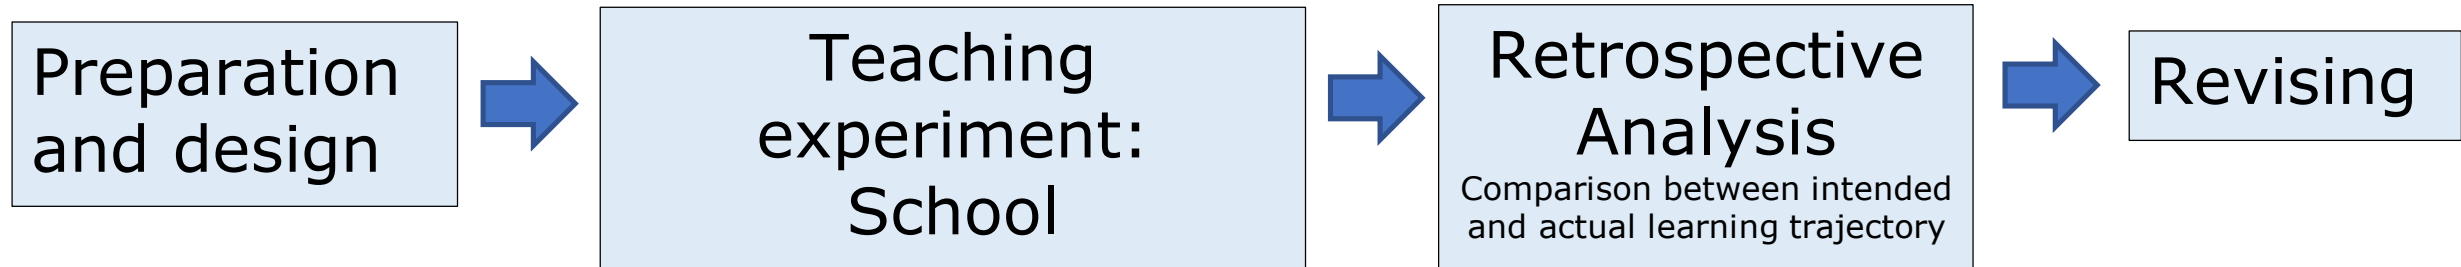 Preparation
and design
Teaching
experiment:
School
Retrospective
Analysis
Comparison between intended
and actual learning trajectory
Revising